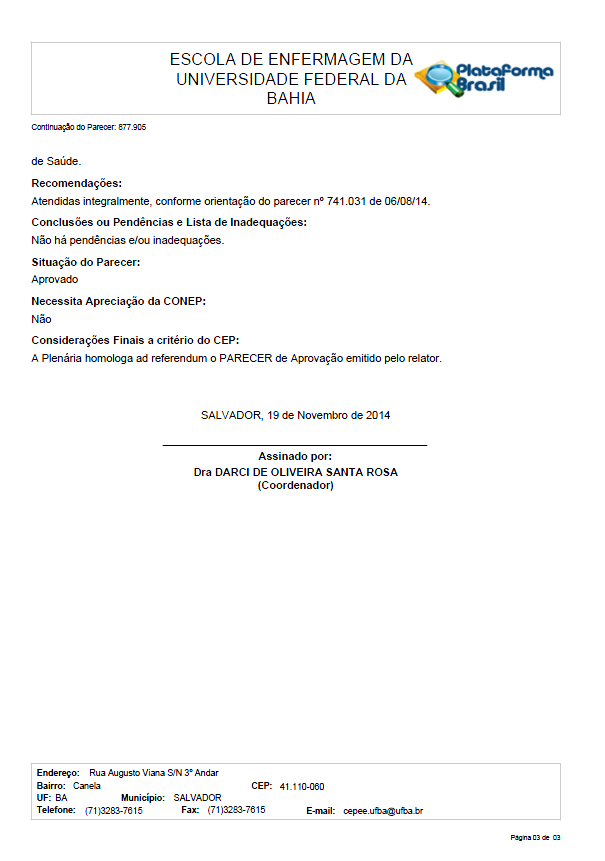 ESCOLA DE ENFERMAGEM DA
UNIVERSIDADE FEDERAL DA
BAHIA
Plataforma
Brasil
Continuação do Parecer: 877.905
de Saúde.
Recomendações:
Atendidas integralmente, conforme orientação do parecer nº 741.031 de 06/08/14.
Conclusões ou Pendências e Lista de Inadequações:
Não há pendências e/ou inadequações.
Situação do Parecer:
Aprovado
Necessita Apreciação da CONEP:
Não
Considerações Finais a critério do CEP:
A Plenária homologa ad referendum o PARECER de Aprovação emitido pelo relator.
SALVADOR, 19 de Novembro de 2014
Assinado por:
Dra DARCI DE OLIVEIRA SANTA ROSA
(Coordenador)
Endereço: Rua Augusto Viana S/N 3º Andar
Bairro: Canela CEP: 41.110-060
UF: BA Município: SALVADOR
Telefone: (71)3283-7615 Fax: (71)3283-7615 E-mail: cepee.ufba@ufba.br
Página 03 de 03